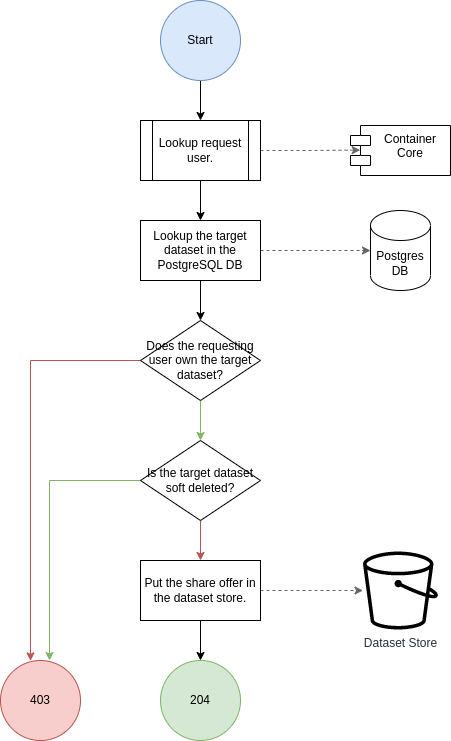 Start
Lookup request
user.
Container
Core
Lookup the target
dataset in the
PostgreSQL DB
Postgres
DB
Does the requesting
user own the target
dataset?
Is the target dataset
soft deleted?
Put the share offer in
the dataset store.
Dataset Store
403
204